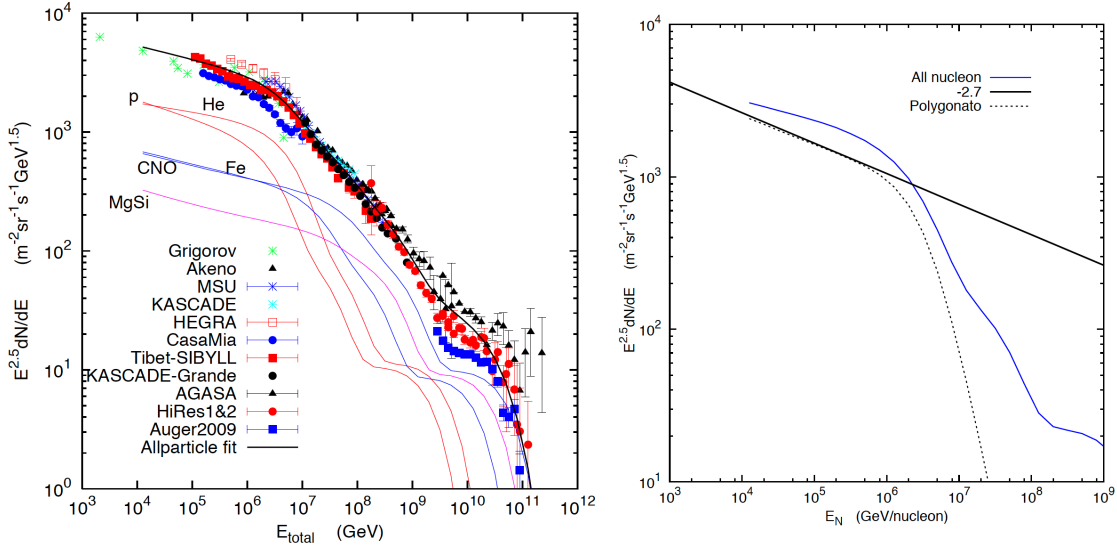 E^2.5dN/dE (m^-2sr^-1s^-1GeV^1.5)
10^4
10^3
10^2
10^1
10^0
p
He
CNO
Fe
MgSi
Grigorov
Akeno
MSU
KASCADE
HEGRA
CasaMia
Tibet-SIBYLL
KASCADE-Grande
AGASA
HiRes1&2
Auger2009
Allparticle fit
10^3 10^4 10^5 10^6 10^7 10^8 10^9 10^10 10^11 10^12
E_total (GeV)
E^2.5dN/dE (m^-2sr^-1s^-1GeV^1.5)
10^4
10^3
10^2
10^1
All nucleon
-2.7
Polygonato
10^3 10^4 10^5 10^6 10^7 10^8 10^9
E_N (GeV/nucleon)